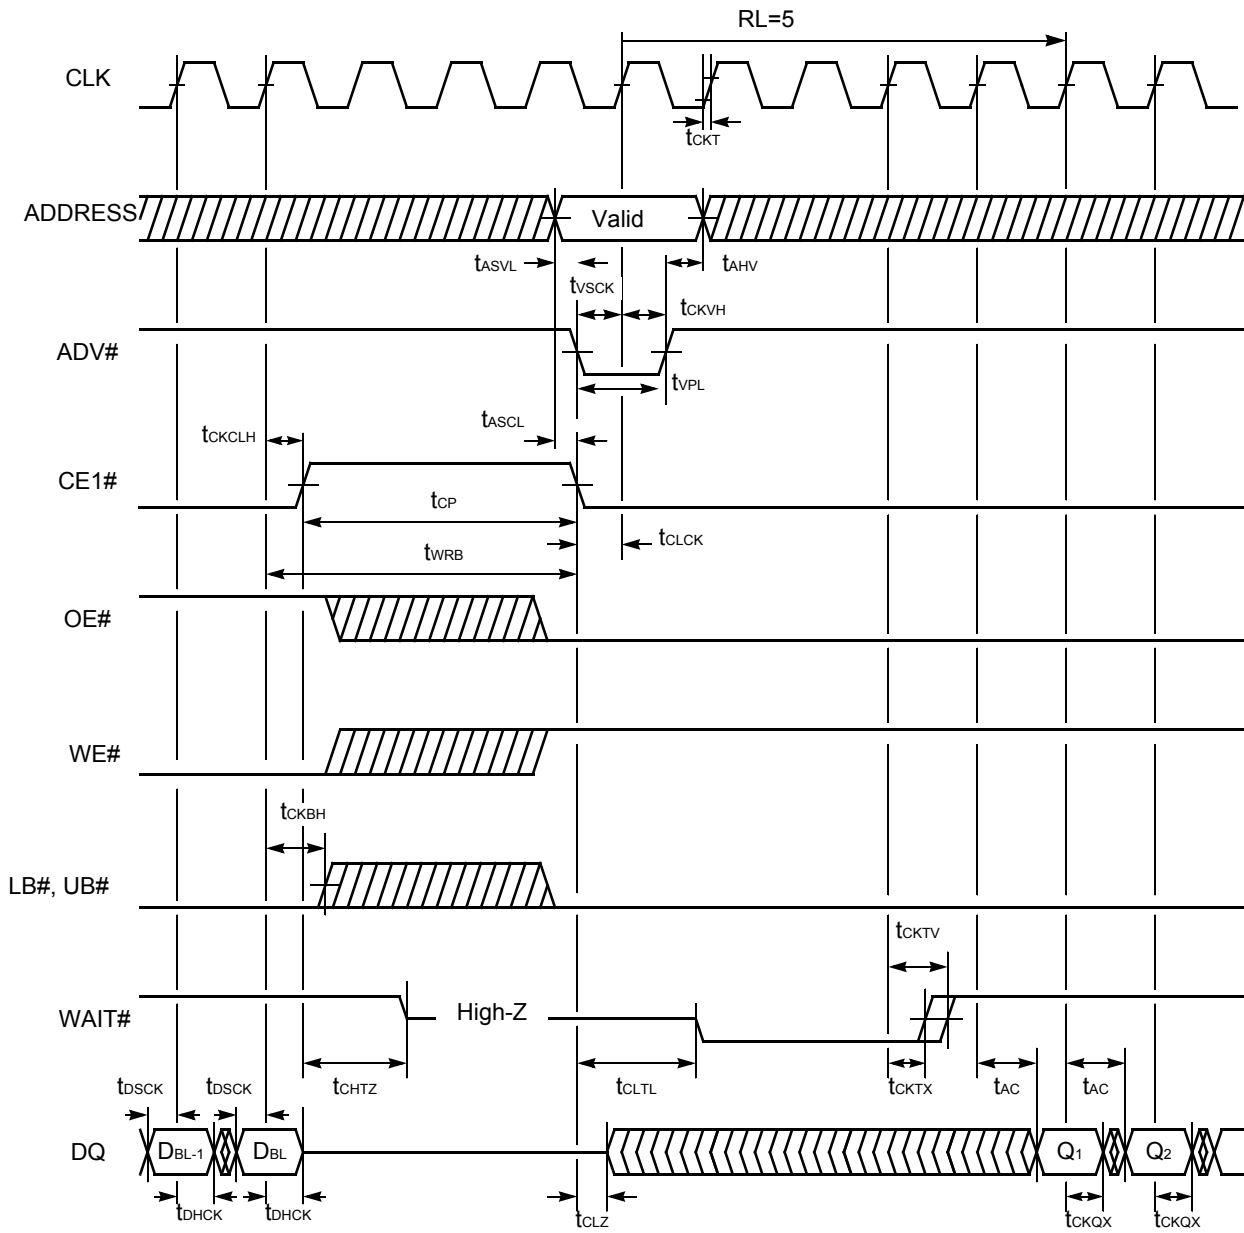 RL=5
CLK
tCKT
ADDRESS
Valid
tASVL
tAHV
tVSCK
tCKVH
ADV#
tVPL
tASCL
tCKCLH
CE1#
tCP
tCLCK
tWRB
OE#
WE#
tCKBH
LB#, UB#
tCKTV
WAIT#
High-Z
tDSCK
tDSCK
tCHTZ
tCLTL
tCKTX
tAC
tAC
DQ
DBL-1
DBL
Q1
Q2
tDHCK
tDHCK
tCLZ
tCKQX
tCKQX